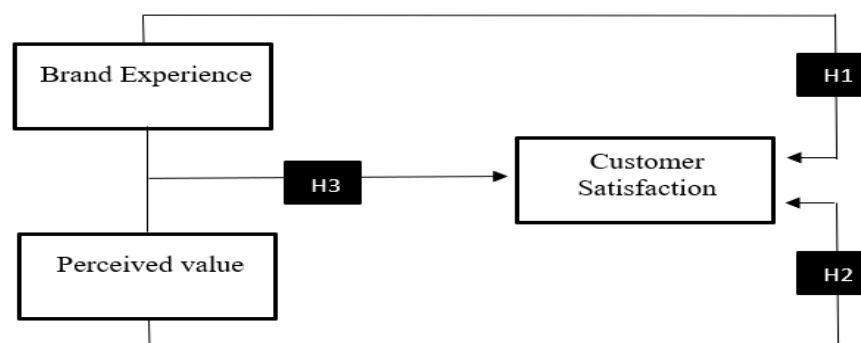 Brand Experience
H1
Customer
Satisfaction
H3
Perceived value
H2